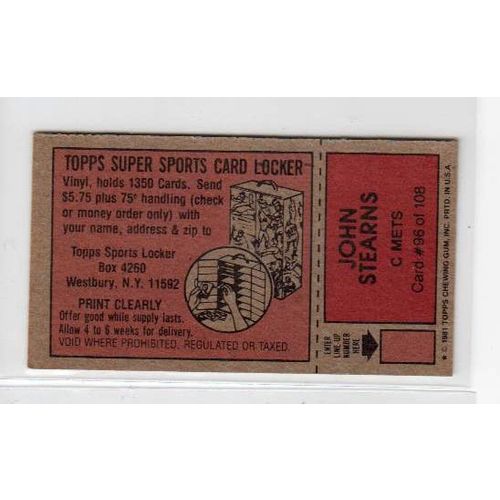 TOPPS SUPER SPORTS CARD LOCKER™
Vinyl, holds 1350 Cards. Send
$5.75 plus 75¢ handling (check
or money order only) with
your name, address & zip to
Topps Sports Locker
Box 4260
Westbury, N.Y. 11592
PRINT CLEARLY
Offer good while supply lasts.
Allow 4 to 6 weeks for delivery.
VOID WHERE PROHIBITED, REGULATED OR TAXED.
JOHN
STEARNS
C METS
Card #96 of 108
ENTER
LINE-UP
NUMBER
HERE
* © 1981 TOPPS CHEWING GUM, INC. PRTD. IN U.S.A.